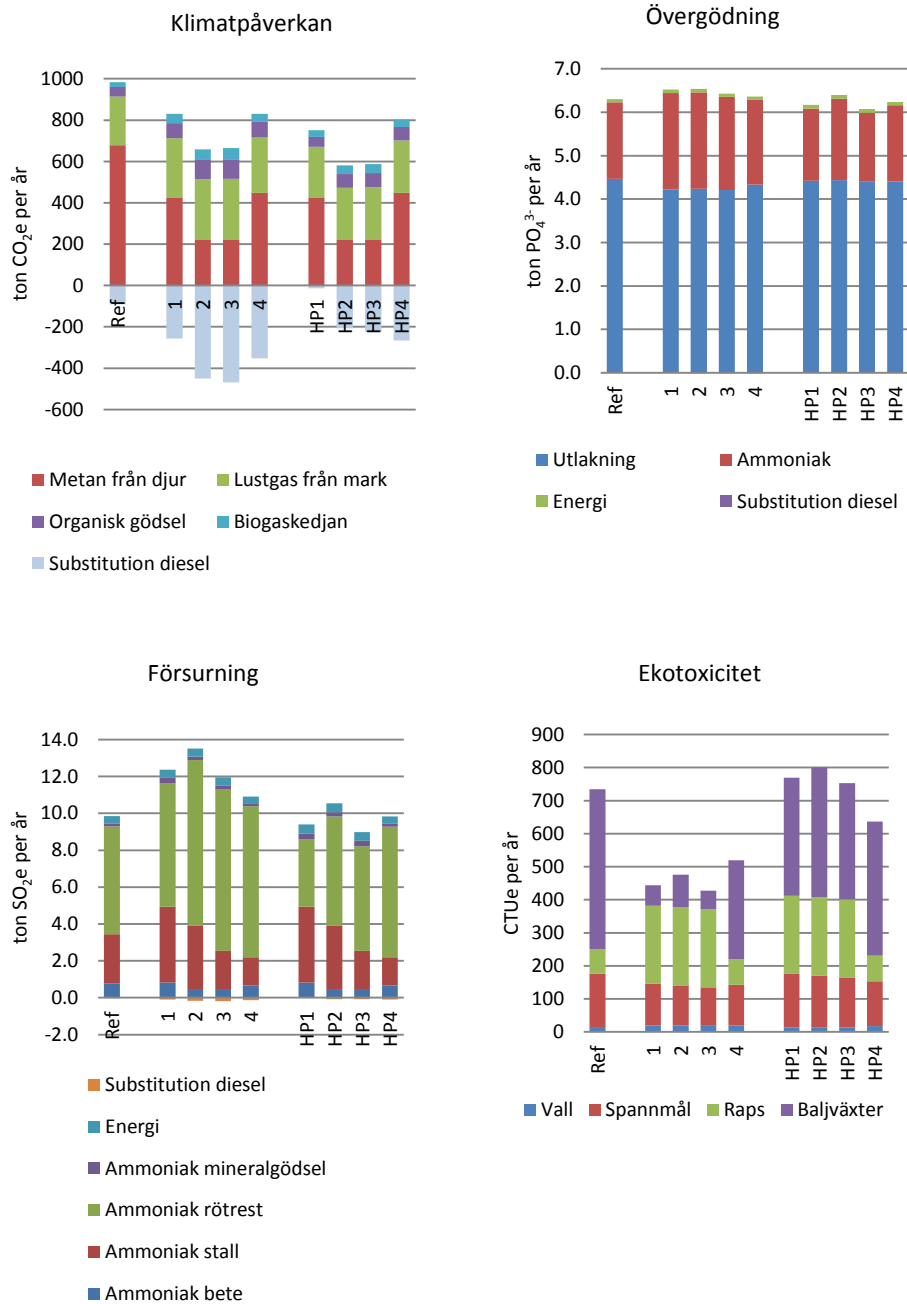 Klimatpåverkan
ton CO₂e per år
1000
800
600
400
200
0
-200
-400
-600
Ref
1
2
3
4
HP1
HP2
HP3
HP4
Metan från djur
Lustgas från mark
Organisk gödsel
Biogaskedjan
Substitution diesel
Övergödning
ton PO₄³⁻ per år
7.0
6.0
5.0
4.0
3.0
2.0
1.0
0.0
Ref
1
2
3
4
HP1
HP2
HP3
HP4
Utlakning
Ammoniak
Energi
Substitution diesel
Försurning
ton SO₂e per år
14.0
12.0
10.0
8.0
6.0
4.0
2.0
0.0
-2.0
Ref
1
2
3
4
HP1
HP2
HP3
HP4
Substitution diesel
Energi
Ammoniak mineralgödsel
Ammoniak rötrest
Ammoniak stall
Ammoniak bete
Ekotoxicitet
CTUe per år
900
800
700
600
500
400
300
200
100
0
Ref
1
2
3
4
HP1
HP2
HP3
HP4
Vall
Spannmål
Raps
Baljväxter